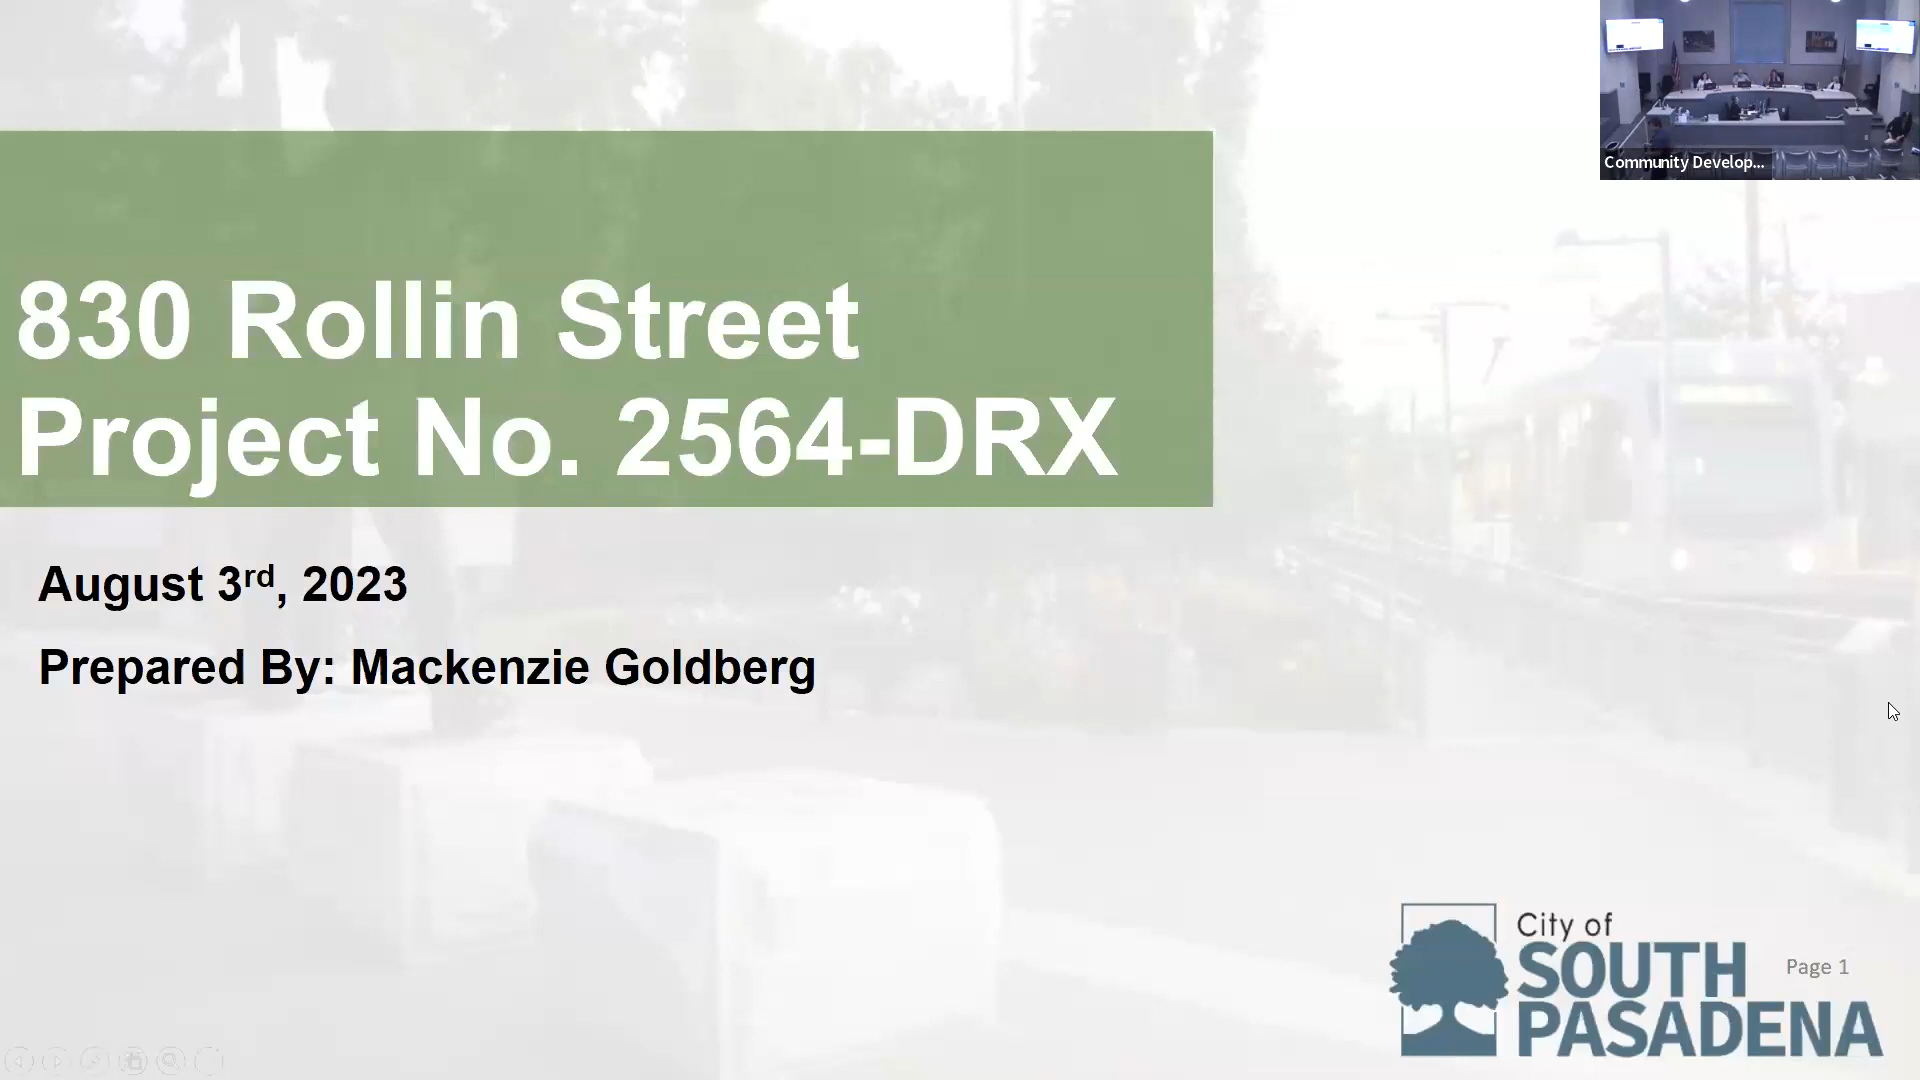 Community Develop...
830 Rollin Street
Project No. 2564-DRX
August 3rd, 2023
Prepared By: Mackenzie Goldberg
City of
SOUTH
PASADENA
Page 1